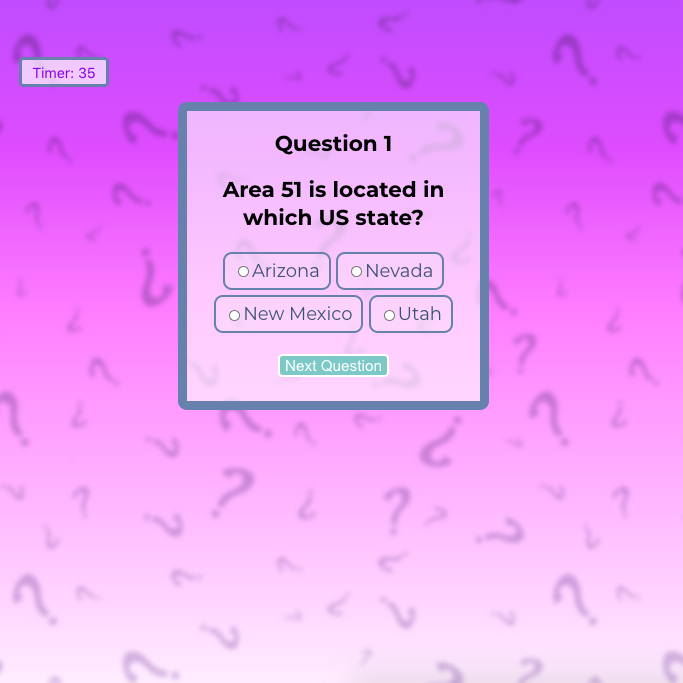 Timer: 35
Question 1
Area 51 is located in
which US state?
Arizona Nevada
New Mexico Utah
Next Question